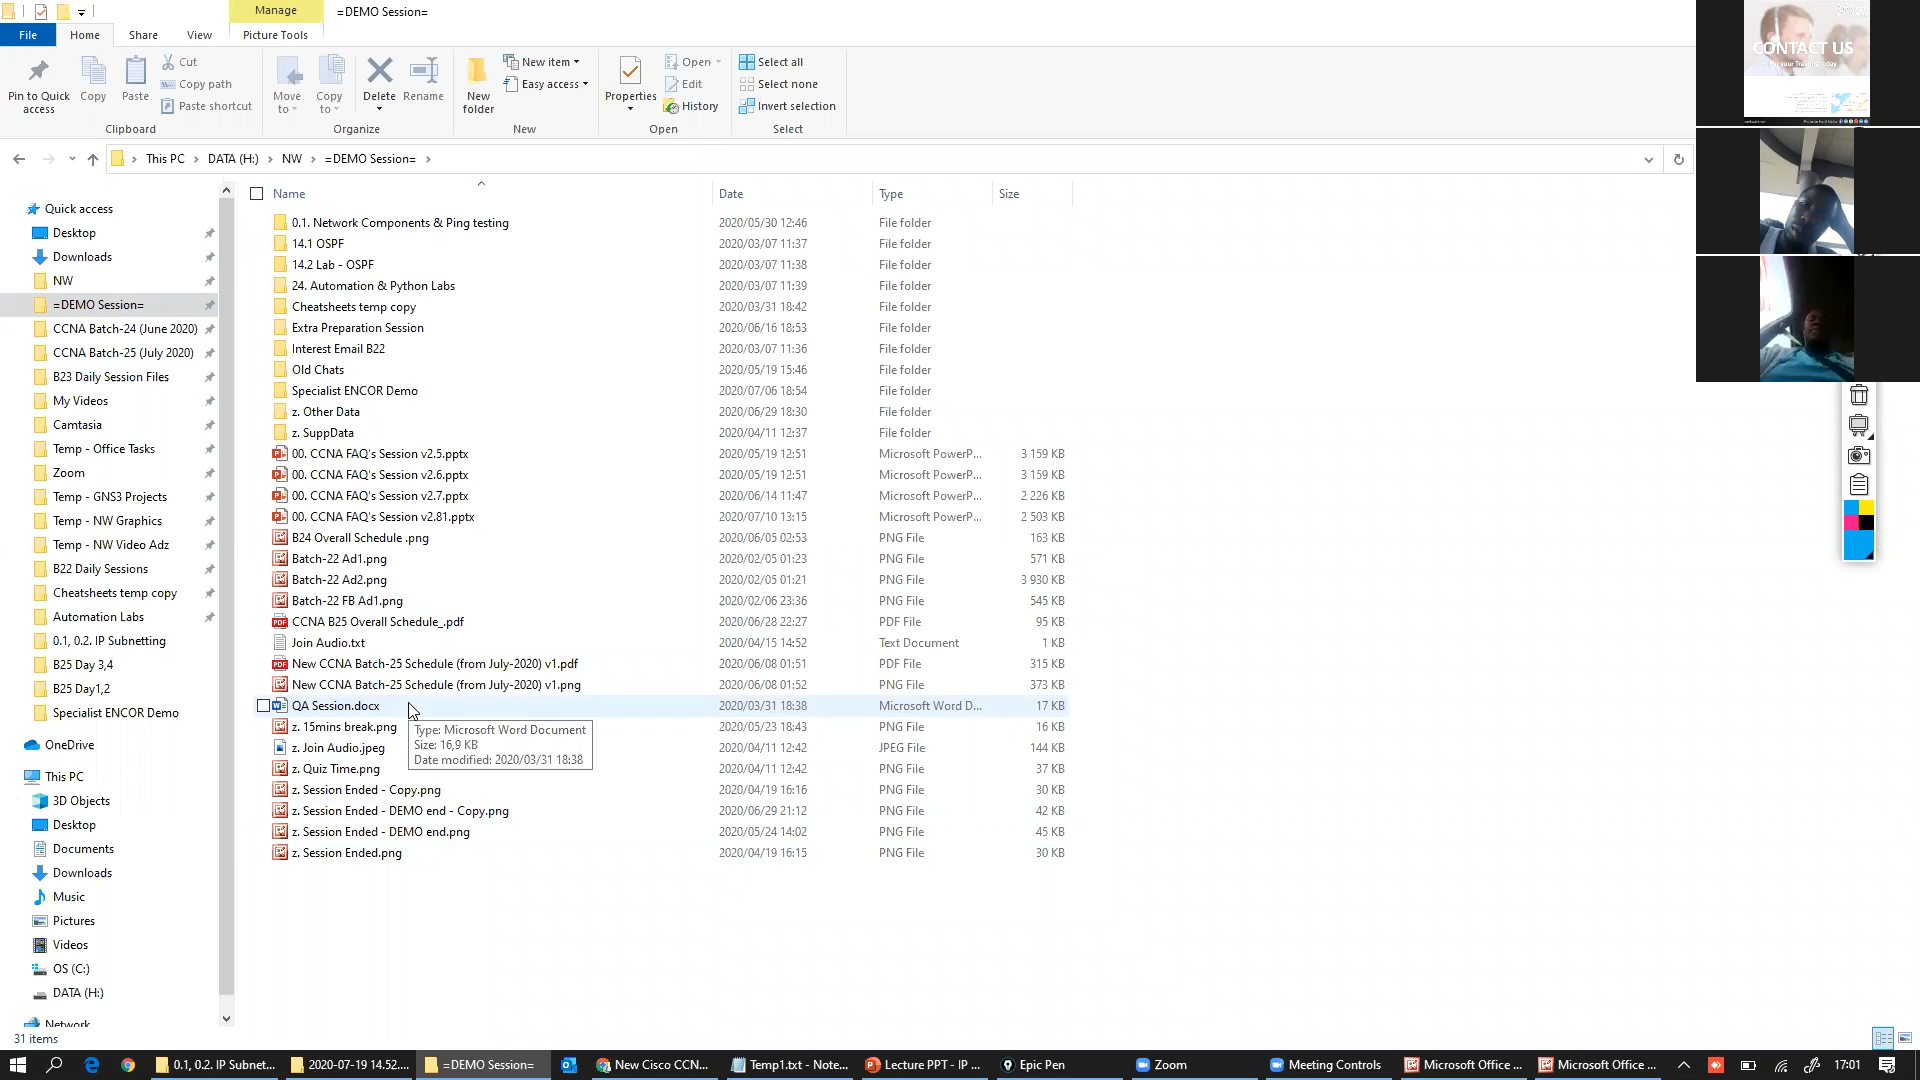 Manage
=DEMO Session=
File
Home
Share
View
Picture Tools
Pin to Quick access
Copy
Paste
Cut
Copy path
Paste shortcut
Clipboard
Move to
Copy to
Delete
Rename
Organize
New folder
New item
Easy access
New
Properties
Open
Edit
History
Open
Select all
Select none
Invert selection
Select
CONTACT US
For your Training today
This PC > DATA (H:) > NW > =DEMO Session= >
Name Date Type Size
Quick access
Desktop
Downloads
NW
=DEMO Session=
CCNA Batch-24 (June 2020)
CCNA Batch-25 (July 2020)
B23 Daily Session Files
My Videos
Camtasia
Temp - Office Tasks
Zoom
Temp - GNS3 Projects
Temp - NW Graphics
Temp - NW Video Adz
B22 Daily Sessions
Cheatsheets temp copy
Automation Labs
0.1, 0.2. IP Subnetting
B25 Day 3,4
B25 Day1,2
Specialist ENCOR Demo
OneDrive
This PC
3D Objects
Desktop
Documents
Downloads
Music
Pictures
Videos
OS (C:)
DATA (H:)
Network
0.1. Network Components & Ping testing 2020/05/30 12:46 File folder
14.1 OSPF 2020/03/07 11:37 File folder
14.2 Lab - OSPF 2020/03/07 11:38 File folder
24. Automation & Python Labs 2020/03/07 11:39 File folder
Cheatsheets temp copy 2020/03/31 18:42 File folder
Extra Preparation Session 2020/06/16 18:53 File folder
Interest Email B22 2020/03/07 11:36 File folder
Old Chats 2020/05/19 15:46 File folder
Specialist ENCOR Demo 2020/07/06 18:54 File folder
z. Other Data 2020/06/29 18:30 File folder
z. SuppData 2020/04/11 12:37 File folder
00. CCNA FAQ's Session v2.5.pptx 2020/05/19 12:51 Microsoft PowerP... 3 159 KB
00. CCNA FAQ's Session v2.6.pptx 2020/05/19 12:51 Microsoft PowerP... 3 159 KB
00. CCNA FAQ's Session v2.7.pptx 2020/06/14 11:47 Microsoft PowerP... 2 226 KB
00. CCNA FAQ's Session v2.81.pptx 2020/07/10 13:15 Microsoft PowerP... 2 503 KB
B24 Overall Schedule .png 2020/06/05 02:53 PNG File 163 KB
Batch-22 Ad1.png 2020/02/05 01:23 PNG File 571 KB
Batch-22 Ad2.png 2020/02/05 01:21 PNG File 3 930 KB
Batch-22 FB Ad1.png 2020/02/06 23:36 PNG File 545 KB
CCNA B25 Overall Schedule_.pdf 2020/06/28 22:27 PDF File 95 KB
Join Audio.txt 2020/04/15 14:52 Text Document 1 KB
New CCNA Batch-25 Schedule (from July-2020) v1.pdf 2020/06/08 01:51 PDF File 315 KB
New CCNA Batch-25 Schedule (from July-2020) v1.png 2020/06/08 01:52 PNG File 373 KB
QA Session.docx 2020/03/31 18:38 Microsoft Word D... 17 KB
z. 15mins break.png 2020/05/23 18:43 PNG File 16 KB
z. Join Audio.jpeg 2020/04/11 12:42 JPEG File 144 KB
z. Quiz Time.png 2020/04/11 12:42 PNG File 37 KB
z. Session Ended - Copy.png 2020/04/19 16:16 PNG File 30 KB
z. Session Ended - DEMO end - Copy.png 2020/06/29 21:12 PNG File 42 KB
z. Session Ended - DEMO end.png 2020/05/24 14:02 PNG File 45 KB
z. Session Ended.png 2020/04/19 16:15 PNG File 30 KB
Type: Microsoft Word Document
Size: 16,9 KB
Date modified: 2020/03/31 18:38
31 items
0.1, 0.2. IP Subnet...
2020-07-19 14.52....
=DEMO Session=
New Cisco CCN...
Temp1.txt - Note...
Lecture PPT - IP ...
Epic Pen
Zoom
Meeting Controls
Microsoft Office ...
Microsoft Office ...
17:01